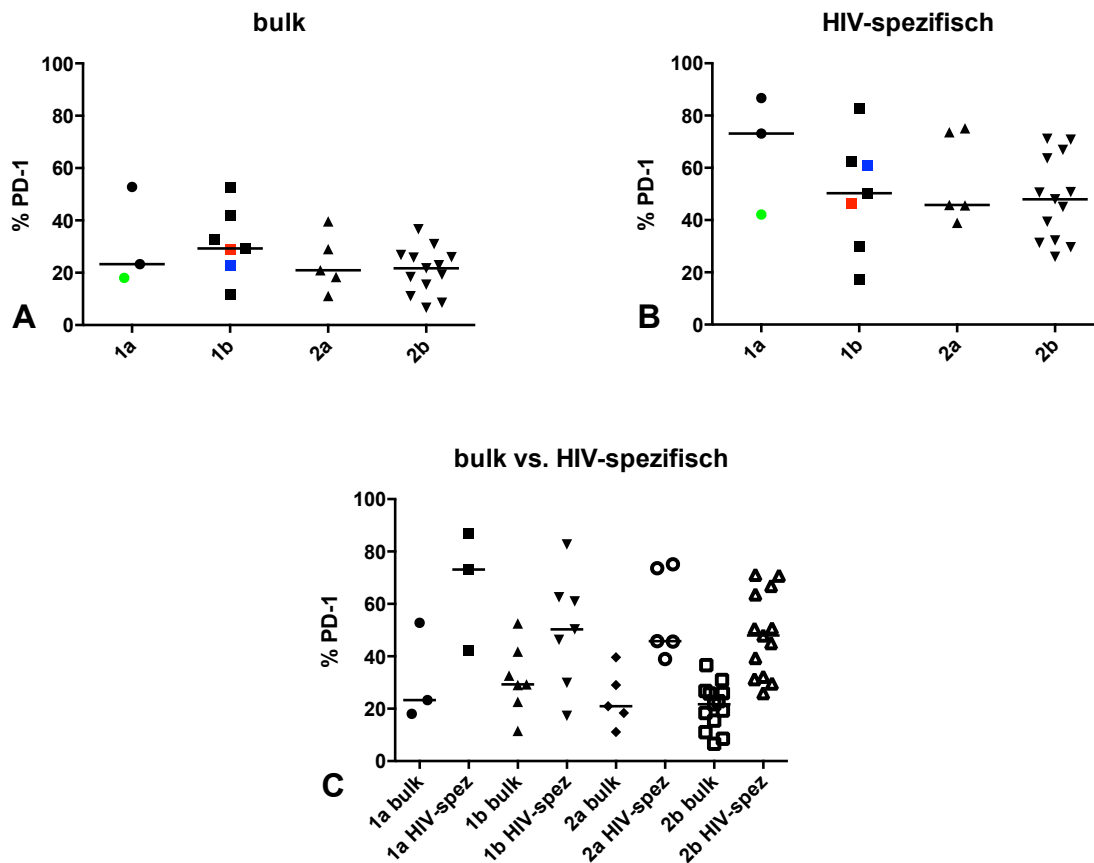 bulk
100
80
60
40
20
0
% PD-1
A
1a 1b 2a 2b
HIV-spezifisch
100
80
60
40
20
0
% PD-1
B
1a 1b 2a 2b
bulk vs. HIV-spezifisch
100
80
60
40
20
0
% PD-1
C
1a bulk
1a HIV-spez
1b bulk
1b HIV-spez
2a bulk
2a HIV-spez
2b bulk
2b HIV-spez